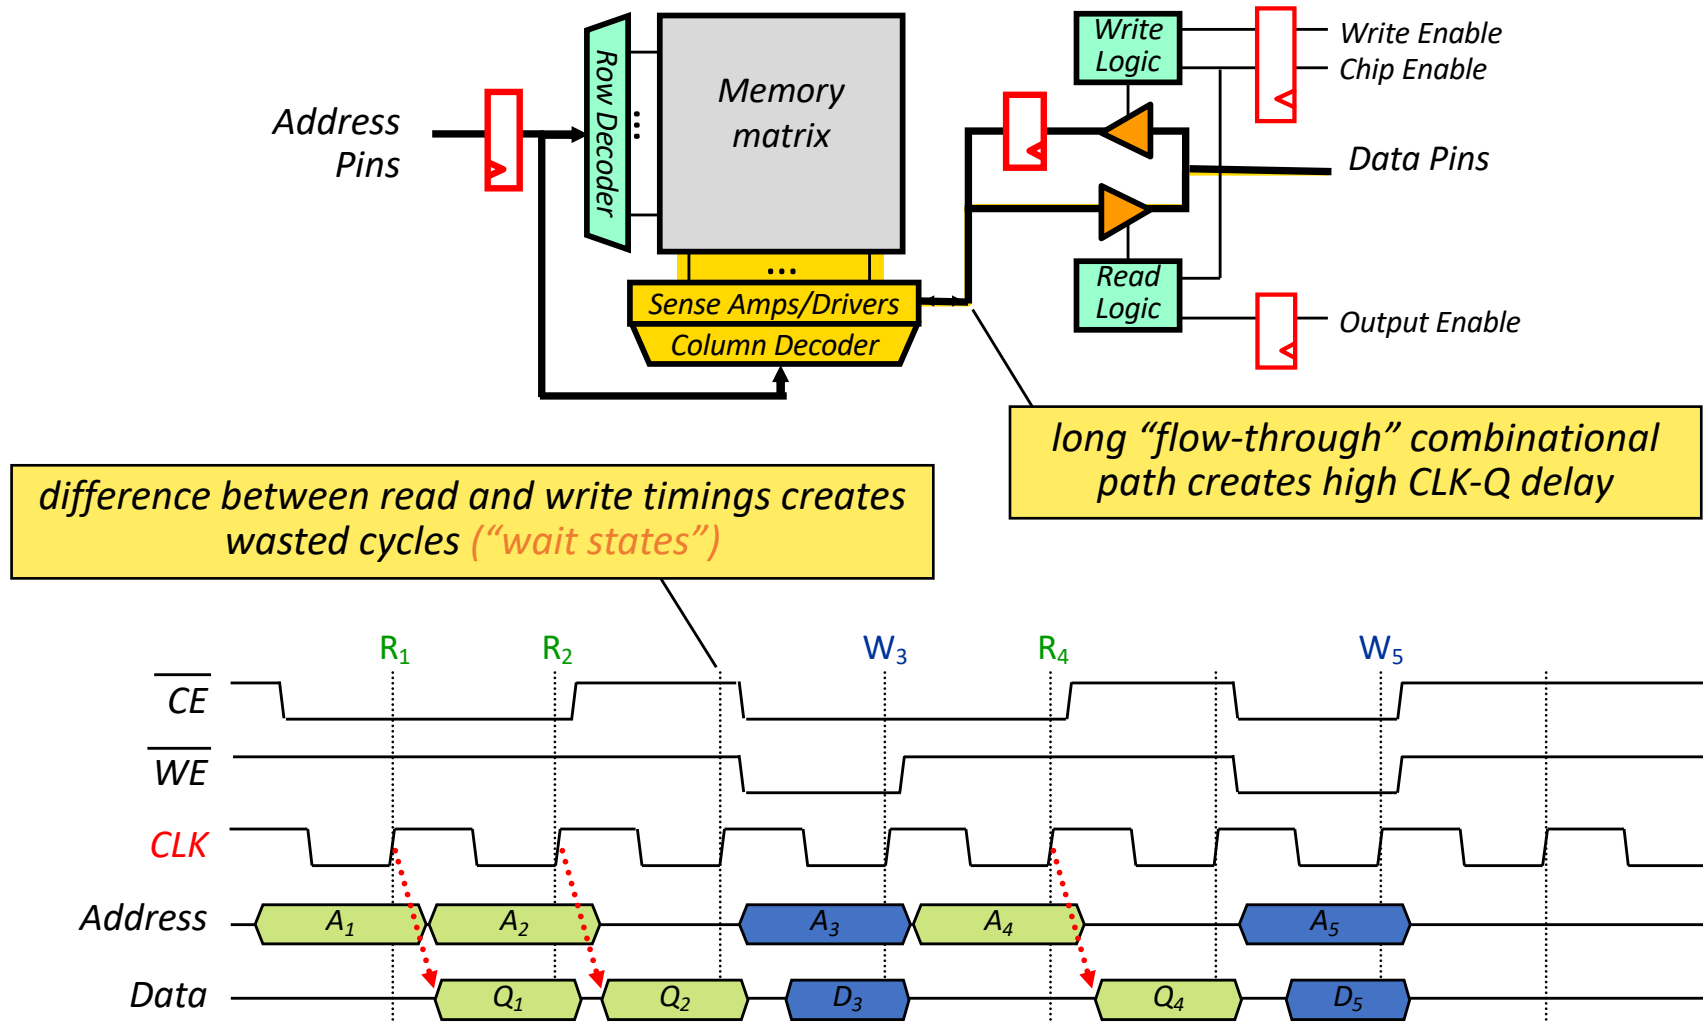 Address
Pins
Row Decoder
...
Memory
matrix
...
Sense Amps/Drivers
Column Decoder
Write
Logic
Read
Logic
Write Enable
Chip Enable
Data Pins
Output Enable
long “flow-through” combinational
path creates high CLK-Q delay
difference between read and write timings creates
wasted cycles (“wait states”)
R₁ R₂ W₃ R₄ W₅
C̅E̅
W̅E̅
CLK
Address A₁ A₂ A₃ A₄ A₅
Data Q₁ Q₂ D₃ Q₄ D₅